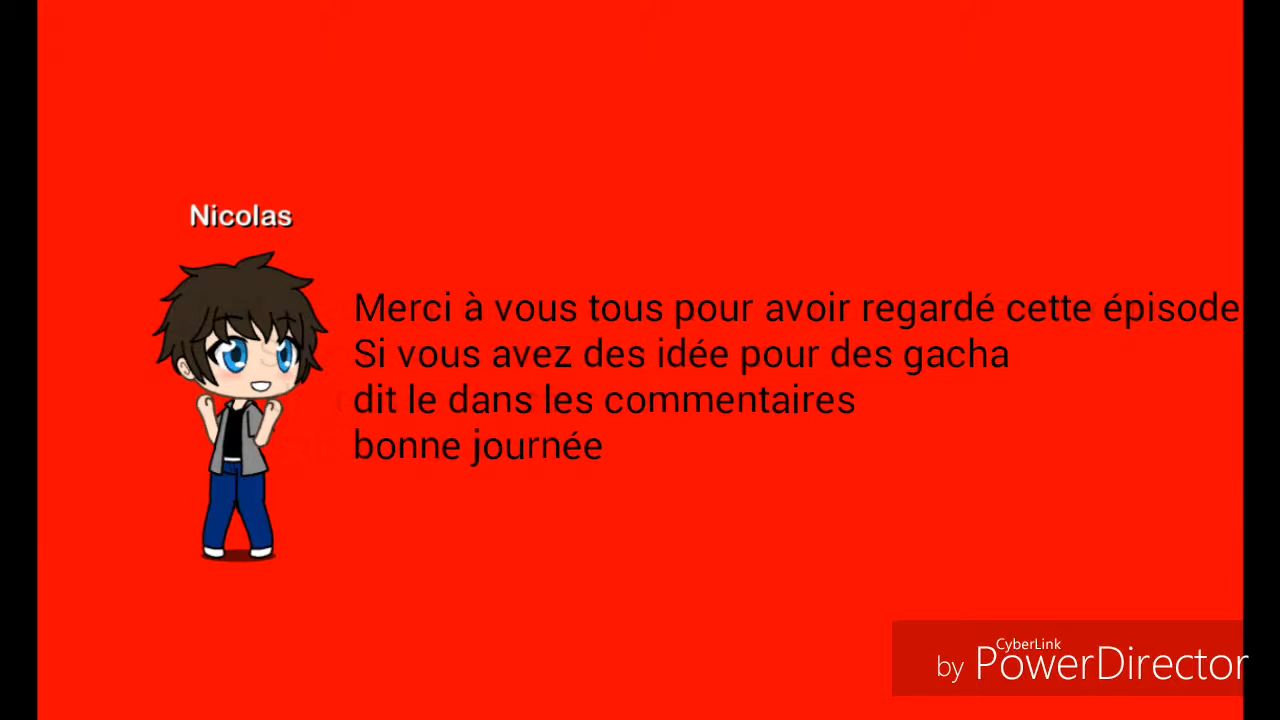 Nicolas
Merci à vous tous pour avoir regardé cette épisode
Si vous avez des idée pour des gacha
dit le dans les commentaires
bonne journée
CyberLink
by PowerDirector